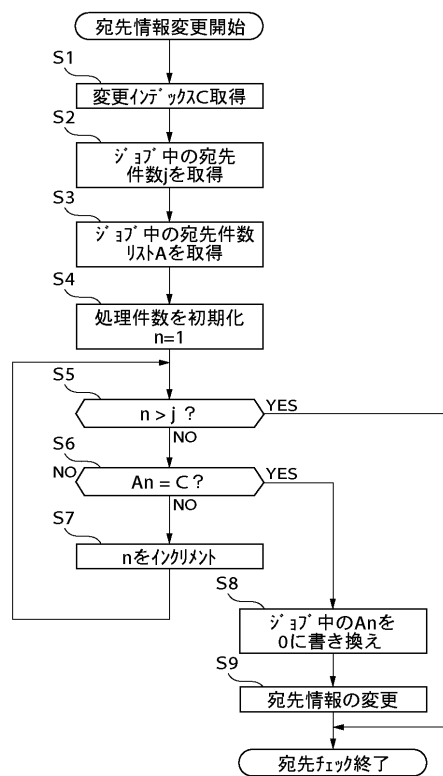 宛先情報変更開始
S1
変更ｲﾝﾃﾞｯｸｽC取得
S2
ｼﾞｮﾌﾞ中の宛先
件数jを取得
S3
ｼﾞｮﾌﾞ中の宛先件数
ﾘｽﾄAを取得
S4
処理件数を初期化
n=1
S5
n > j ?
YES
NO
S6
NO
An = C?
YES
NO
S7
nをｲﾝｸﾘﾒﾝﾄ
S8
ｼﾞｮﾌﾞ中のAnを
0に書き換え
S9
宛先情報の変更
宛先ﾁｪｯｸ終了